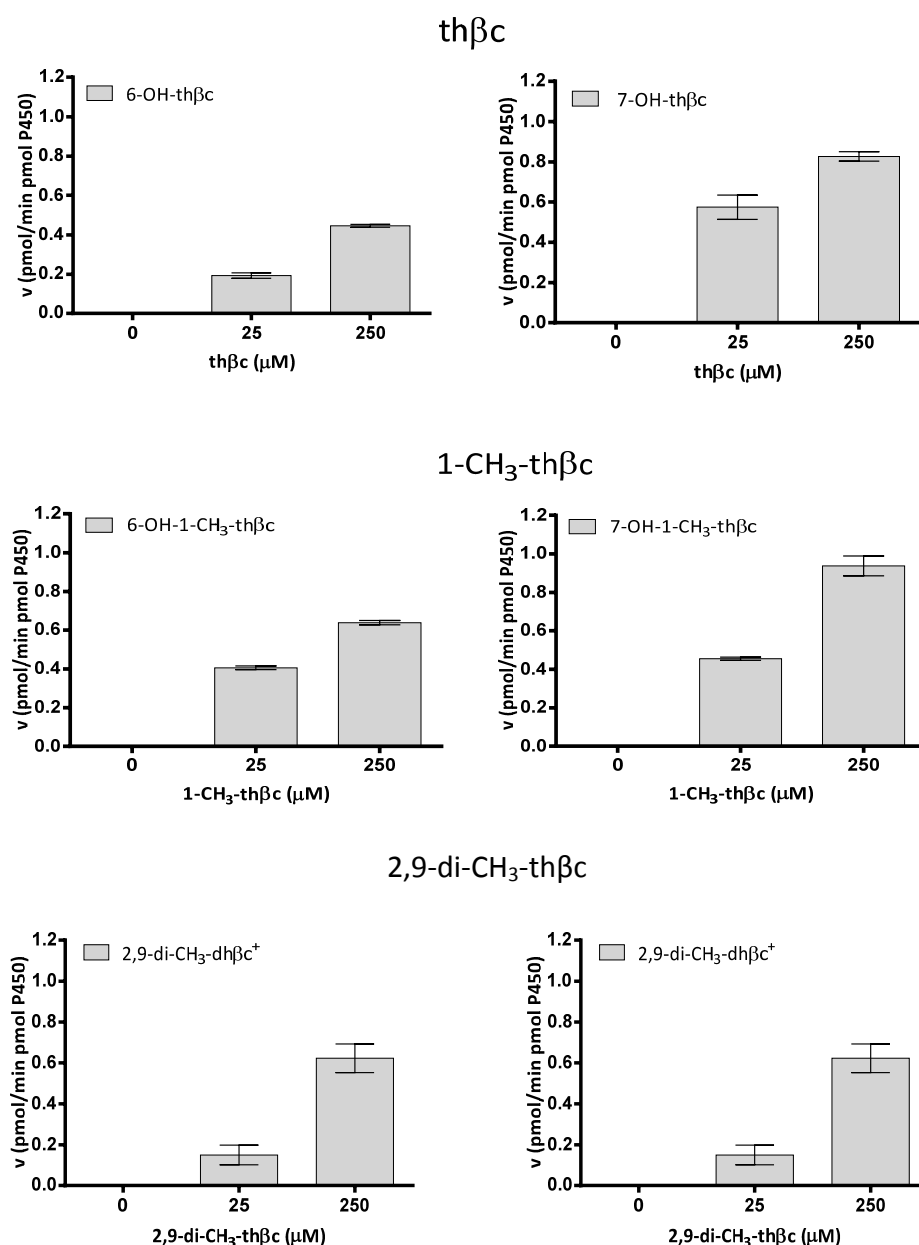 thβc
6-OH-thβc
v (pmol/min pmol P450)
1.2
1.0
0.8
0.6
0.4
0.2
0.0
0 25 250
thβc (μM)
7-OH-thβc
v (pmol/min pmol P450)
1.2
1.0
0.8
0.6
0.4
0.2
0.0
0 25 250
thβc (μM)
1-CH₃-thβc
6-OH-1-CH₃-thβc
v (pmol/min pmol P450)
1.2
1.0
0.8
0.6
0.4
0.2
0.0
0 25 250
1-CH₃-thβc (μM)
7-OH-1-CH₃-thβc
v (pmol/min pmol P450)
1.2
1.0
0.8
0.6
0.4
0.2
0.0
0 25 250
1-CH₃-thβc (μM)
2,9-di-CH₃-thβc
2,9-di-CH₃-dhβc⁺
v (pmol/min pmol P450)
1.2
1.0
0.8
0.6
0.4
0.2
0.0
0 25 250
2,9-di-CH₃-thβc (μM)
2,9-di-CH₃-dhβc⁺
v (pmol/min pmol P450)
1.2
1.0
0.8
0.6
0.4
0.2
0.0
0 25 250
2,9-di-CH₃-thβc (μM)